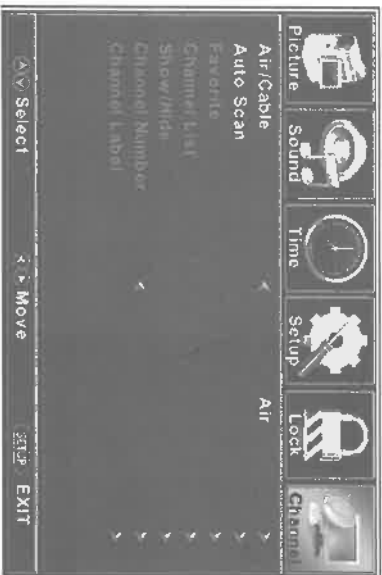 Picture Sound Time Setup Lock Channel
Air/Cable Air
Auto Scan
Favorite
Channel List
Show/Hide
Channel Number
Channel Label
Select Move SETUP EXIT